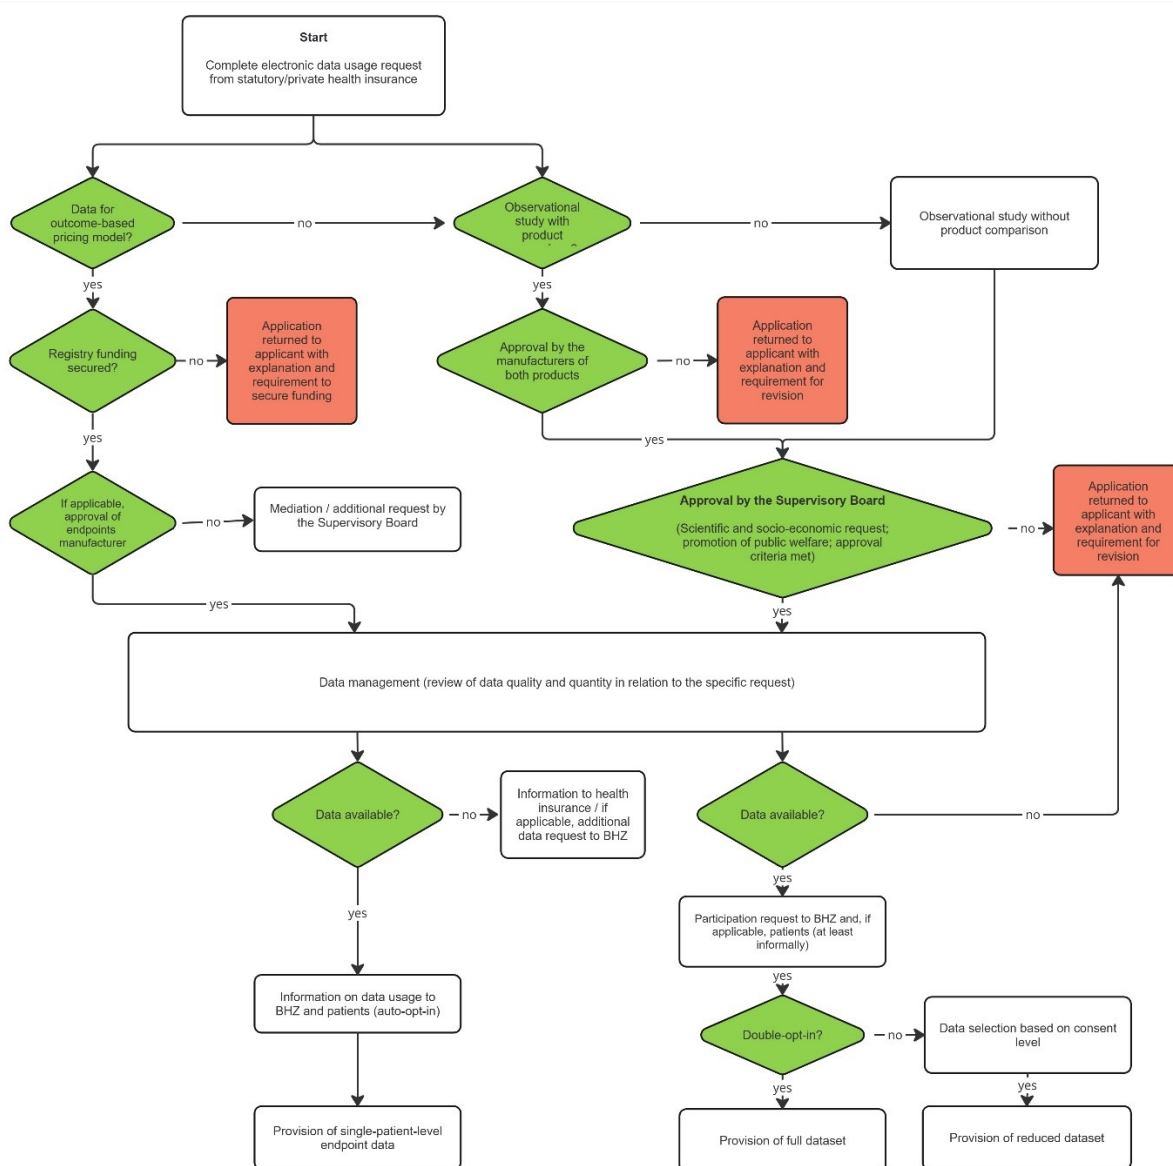 Start
Complete electronic data usage request
from statutory/private health insurance
Data for
outcome-based
pricing model?
no
Observational
study with
product
no
Observational study without
product comparison
yes
yes
Registry funding
secured?
no
Application
returned to
applicant with
explanation and
requirement to
secure funding
Approval by the
manufacturers of
both products
no
Application
returned to
applicant with
explanation and
requirement for
revision
yes
yes
If applicable,
approval of
endpoints
manufacturer
no
Mediation / additional request by
the Supervisory Board
Approval by the Supervisory Board
(Scientific and socio-economic request;
promotion of public welfare; approval
criteria met)
no
Application
returned to
applicant with
explanation and
requirement for
revision
yes
yes
Data management (review of data quality and quantity in relation to the specific request)
Data available?
no
Information to health
insurance / if
applicable, additional
data request to BHZ
Data available?
no
yes
yes
Participation request to BHZ and, if
applicable, patients (at least
informally)
yes
Information on data usage to
BHZ and patients (auto-opt-in)
Double-opt-in?
no
Data selection based on consent
level
yes
yes
Provision of single-patient-level
endpoint data
Provision of full dataset
Provision of reduced dataset